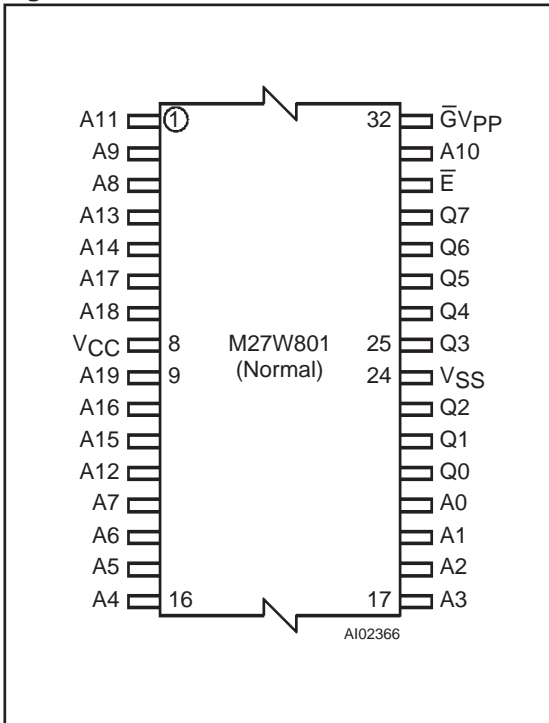 A11 1 32 G̅VPP
A9 A10
A8 E̅
A13 Q7
A14 Q6
A17 Q5
A18 Q4
VCC 8 M27W801 25 Q3
A19 9 (Normal) 24 VSS
A16 Q2
A15 Q1
A12 Q0
A7 A0
A6 A1
A5 A2
A4 16 17 A3
AI02366